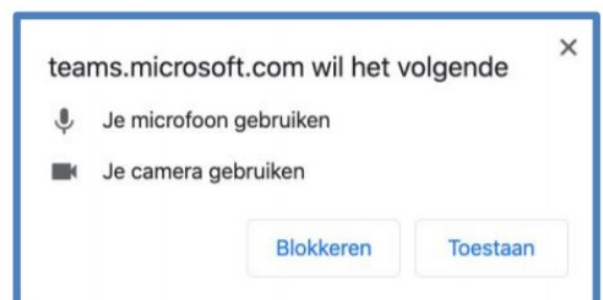 teams.microsoft.com wil het volgende
Je microfoon gebruiken
Je camera gebruiken
Blokkeren
Toestaan